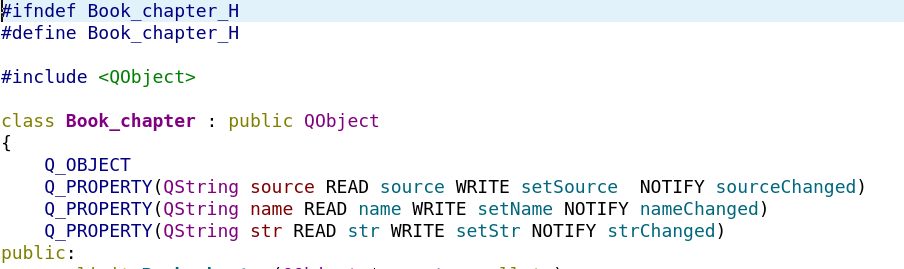 #ifndef Book_chapter_H
#define Book_chapter_H
#include <QObject>
class Book_chapter : public QObject
{
    Q_OBJECT
    Q_PROPERTY(QString source READ source WRITE setSource  NOTIFY sourceChanged)
    Q_PROPERTY(QString name READ name WRITE setName NOTIFY nameChanged)
    Q_PROPERTY(QString str READ str WRITE setStr NOTIFY strChanged)
public: